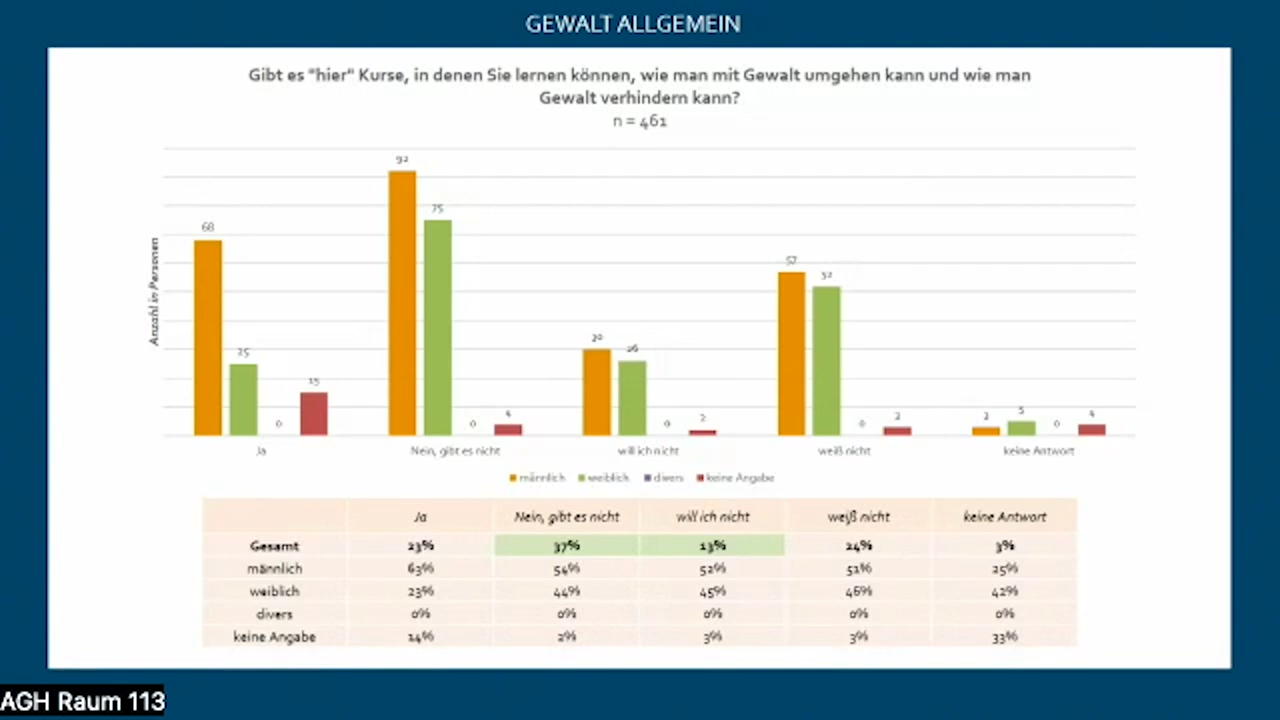 GEWALT ALLGEMEIN
Gibt es "hier" Kurse, in denen Sie lernen können, wie man mit Gewalt umgehen kann und wie man
Gewalt verhindern kann?
n = 461
Anzahl in Personen
68 25 0 15
92 75 0 4
30 26 0 2
57 52 0 3
3 5 0 4
Ja Nein, gibt es nicht will ich nicht weiß nicht keine Antwort
männlich weiblich divers keine Angabe
Ja Nein, gibt es nicht will ich nicht weiß nicht keine Antwort
Gesamt 23% 37% 13% 24% 3%
männlich 63% 54% 52% 51% 25%
weiblich 23% 44% 45% 46% 42%
divers 0% 0% 0% 0% 0%
keine Angabe 14% 2% 3% 3% 33%
AGH Raum 113